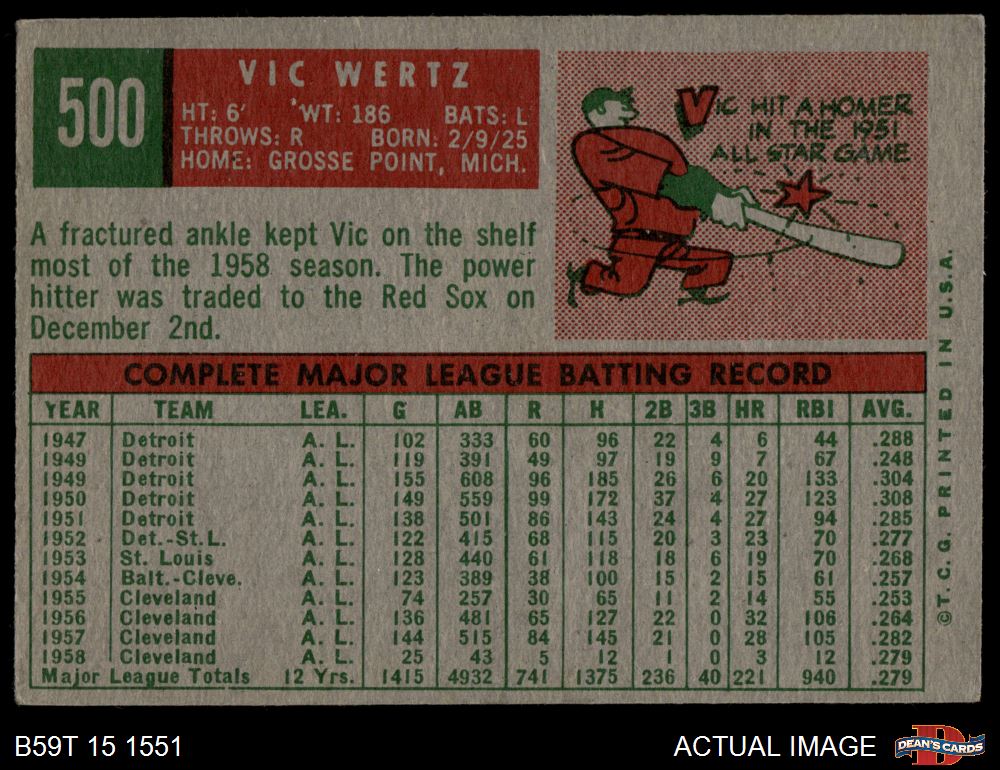 500
VIC WERTZ
HT: 6' WT: 186 BATS: L
THROWS: R BORN: 2/9/25
HOME: GROSSE POINT, MICH.
VIC HIT A HOMER
IN THE 1951
ALL STAR GAME
A fractured ankle kept Vic on the shelf
most of the 1958 season. The power
hitter was traded to the Red Sox on
December 2nd.
COMPLETE MAJOR LEAGUE BATTING RECORD
YEAR TEAM LEA. G AB R H 2B 3B HR RBI AVG.
1947 Detroit A. L. 102 333 60 96 22 4 6 44 .288
1949 Detroit A. L. 119 391 49 97 19 9 7 67 .248
1949 Detroit A. L. 155 608 96 185 26 6 20 133 .304
1950 Detroit A. L. 149 559 99 172 37 4 27 123 .308
1951 Detroit A. L. 138 501 86 143 24 4 27 94 .285
1952 Det.-St.L. A. L. 122 415 68 115 20 3 23 70 .277
1953 St. Louis A. L. 128 440 61 118 18 6 19 70 .268
1954 Balt.-Cleve. A. L. 123 389 38 100 15 2 15 61 .257
1955 Cleveland A. L. 74 257 30 65 11 2 14 55 .253
1956 Cleveland A. L. 136 481 65 127 22 0 32 106 .264
1957 Cleveland A. L. 144 515 84 145 21 0 28 105 .282
1958 Cleveland A. L. 25 43 5 12 1 0 3 12 .279
Major League Totals 12 Yrs. 1415 4932 741 1375 236 40 221 940 .279
©T. C. G. PRINTED IN U.S.A.
B59T 15 1551
ACTUAL IMAGE
D
DEAN'S CARDS